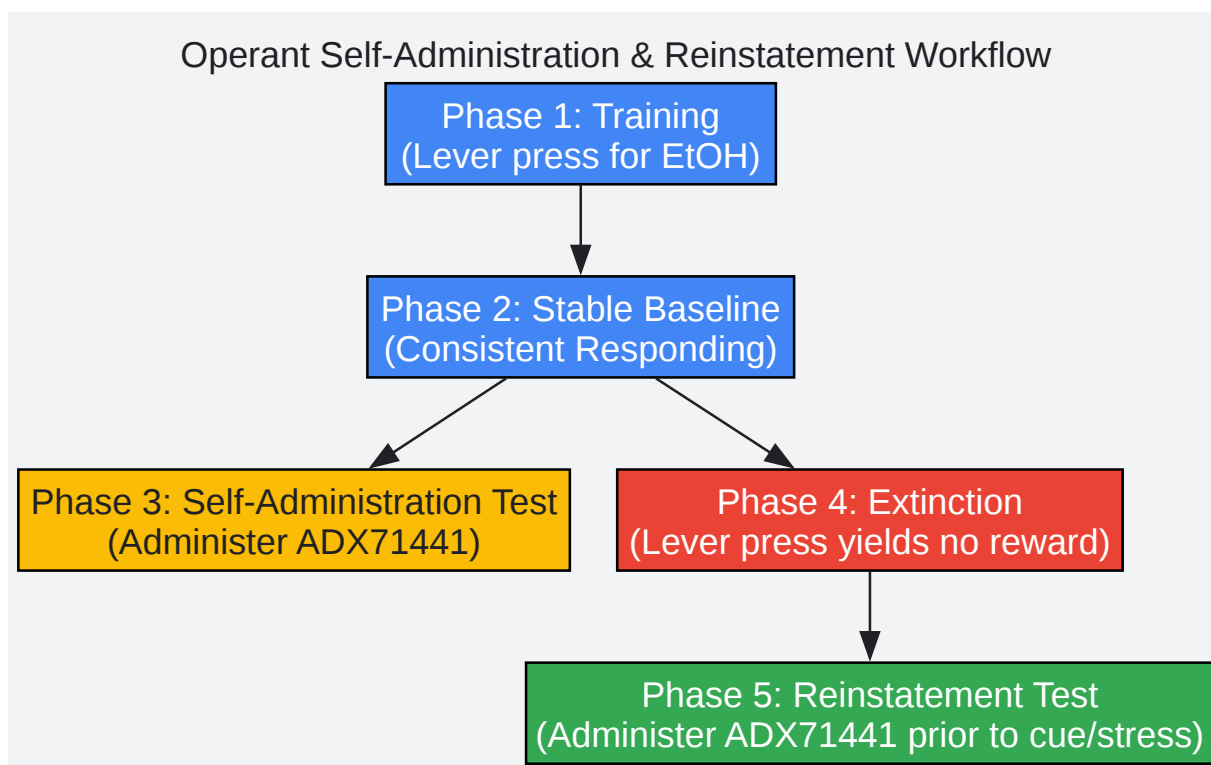 Operant Self-Administration & Reinstatement Workflow
Phase 1: Training
(Lever press for EtOH)
Phase 2: Stable Baseline
(Consistent Responding)
Phase 3: Self-Administration Test
(Administer ADX71441)
Phase 4: Extinction
(Lever press yields no reward)
Phase 5: Reinstatement Test
(Administer ADX71441 prior to cue/stress)